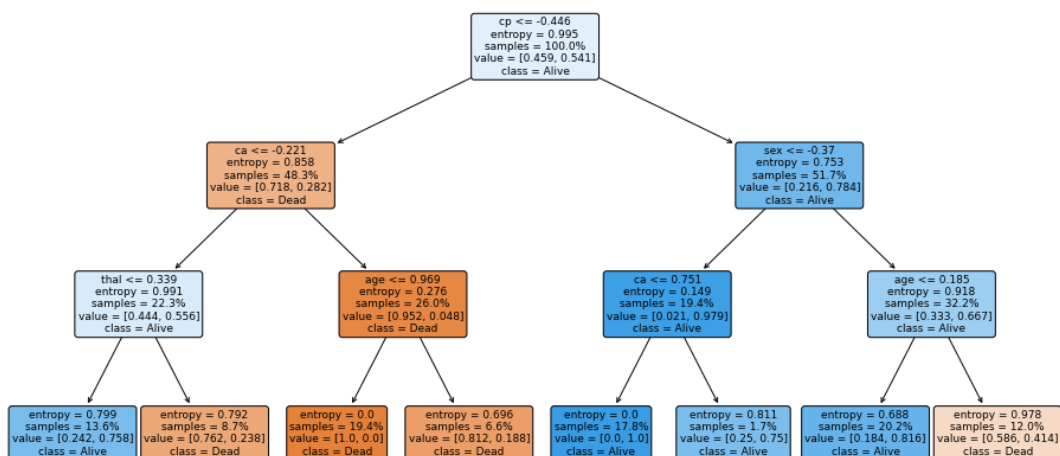 cp <= -0.446
entropy = 0.995
samples = 100.0%
value = [0.459, 0.541]
class = Alive
ca <= -0.221
entropy = 0.858
samples = 48.3%
value = [0.718, 0.282]
class = Dead
sex <= -0.37
entropy = 0.753
samples = 51.7%
value = [0.216, 0.784]
class = Alive
thal <= 0.339
entropy = 0.991
samples = 22.3%
value = [0.444, 0.556]
class = Alive
age <= 0.969
entropy = 0.276
samples = 26.0%
value = [0.952, 0.048]
class = Dead
ca <= 0.751
entropy = 0.149
samples = 19.4%
value = [0.021, 0.979]
class = Alive
age <= 0.185
entropy = 0.918
samples = 32.2%
value = [0.333, 0.667]
class = Alive
entropy = 0.799
samples = 13.6%
value = [0.242, 0.758]
class = Alive
entropy = 0.792
samples = 8.7%
value = [0.762, 0.238]
class = Dead
entropy = 0.0
samples = 19.4%
value = [1.0, 0.0]
class = Dead
entropy = 0.696
samples = 6.6%
value = [0.812, 0.188]
class = Dead
entropy = 0.0
samples = 17.8%
value = [0.0, 1.0]
class = Alive
entropy = 0.811
samples = 1.7%
value = [0.25, 0.75]
class = Alive
entropy = 0.688
samples = 20.2%
value = [0.184, 0.816]
class = Alive
entropy = 0.978
samples = 12.0%
value = [0.586, 0.414]
class = Dead